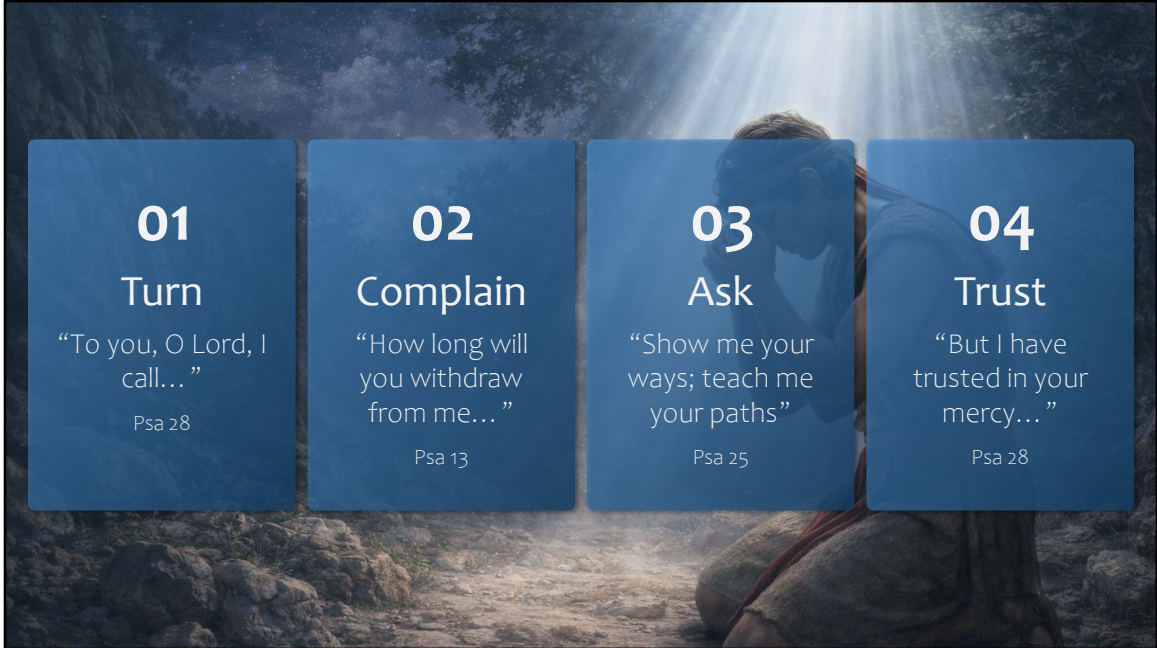 01
Turn
“To you, O Lord, I
call…”
Psa 28
02
Complain
“How long will
you withdraw
from me…”
Psa 13
03
Ask
“Show me your
ways; teach me
your paths”
Psa 25
04
Trust
“But I have
trusted in your
mercy…”
Psa 28